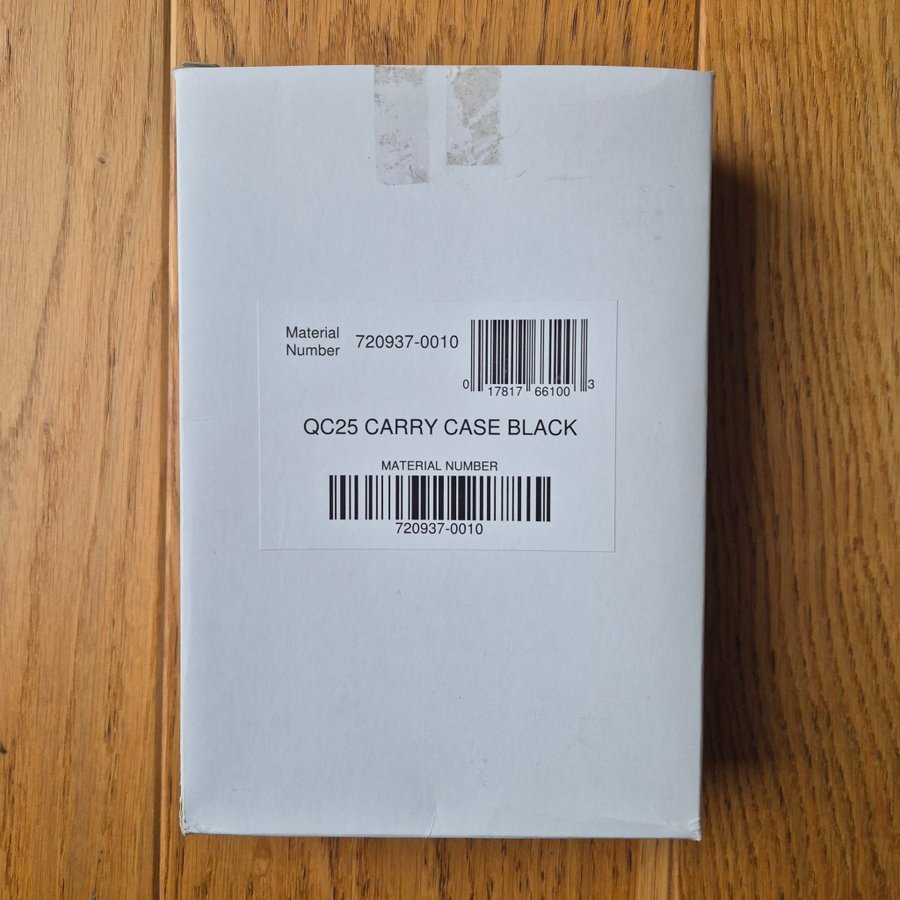 Material
Number
720937-0010
0 17817 66100 3
QC25 CARRY CASE BLACK
MATERIAL NUMBER
720937-0010